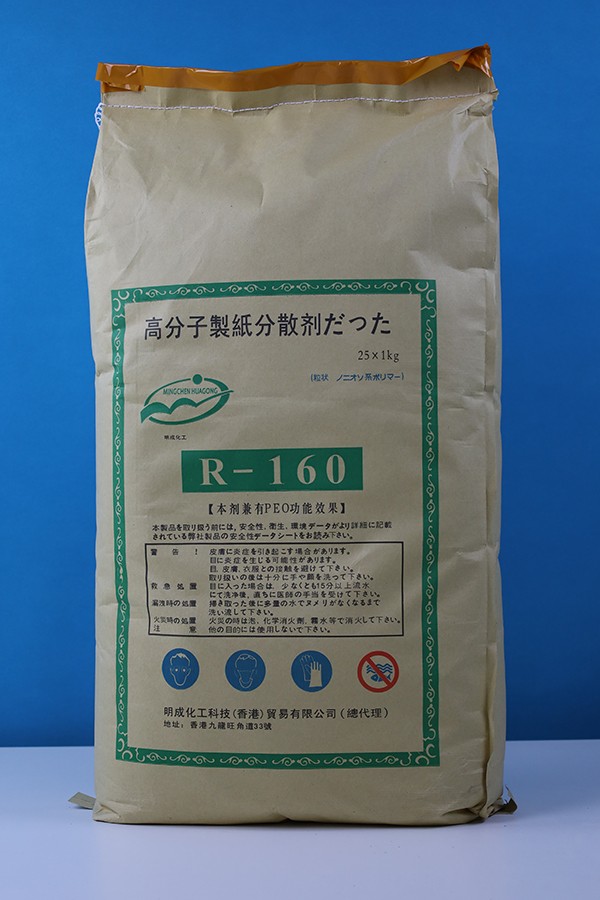 高分子製紙分散剂だつた
25×1kg
(粒状 ノニオソ系ポリマー)
MINGCHEN HUAGONG
明成化工
R-160
【本剂兼有PEO功能效果】
本製品を取り扱う前には,安全性,衛生,環境データがより詳細に記載
されている弊社製品の安全性データシートをお読み下さい。
警告! 皮膚に炎症を引き起こす場合があります。
目に炎症を生じる可能性があります。
目,皮膚,衣服との接触を避けて下さい。
取り扱いの後は十分に手や顔を洗って下さい。
救急処置 目に入った場合は,少なくとも15分以上流水
にて洗浄後,直ちに医師の手当を受けて下さい。
漏洩時の処置 掃き取った後に多量の水でヌメリがなくなるまで
洗い流して下さい。
火災時の処置 火災の時は泡,化学消火劑,霧水等で消火して下さい。
注意 他の目的には使用しないで下さい。
明成化工科技(香港)貿易有限公司(總代理)
地址:香港九龍旺角道33號